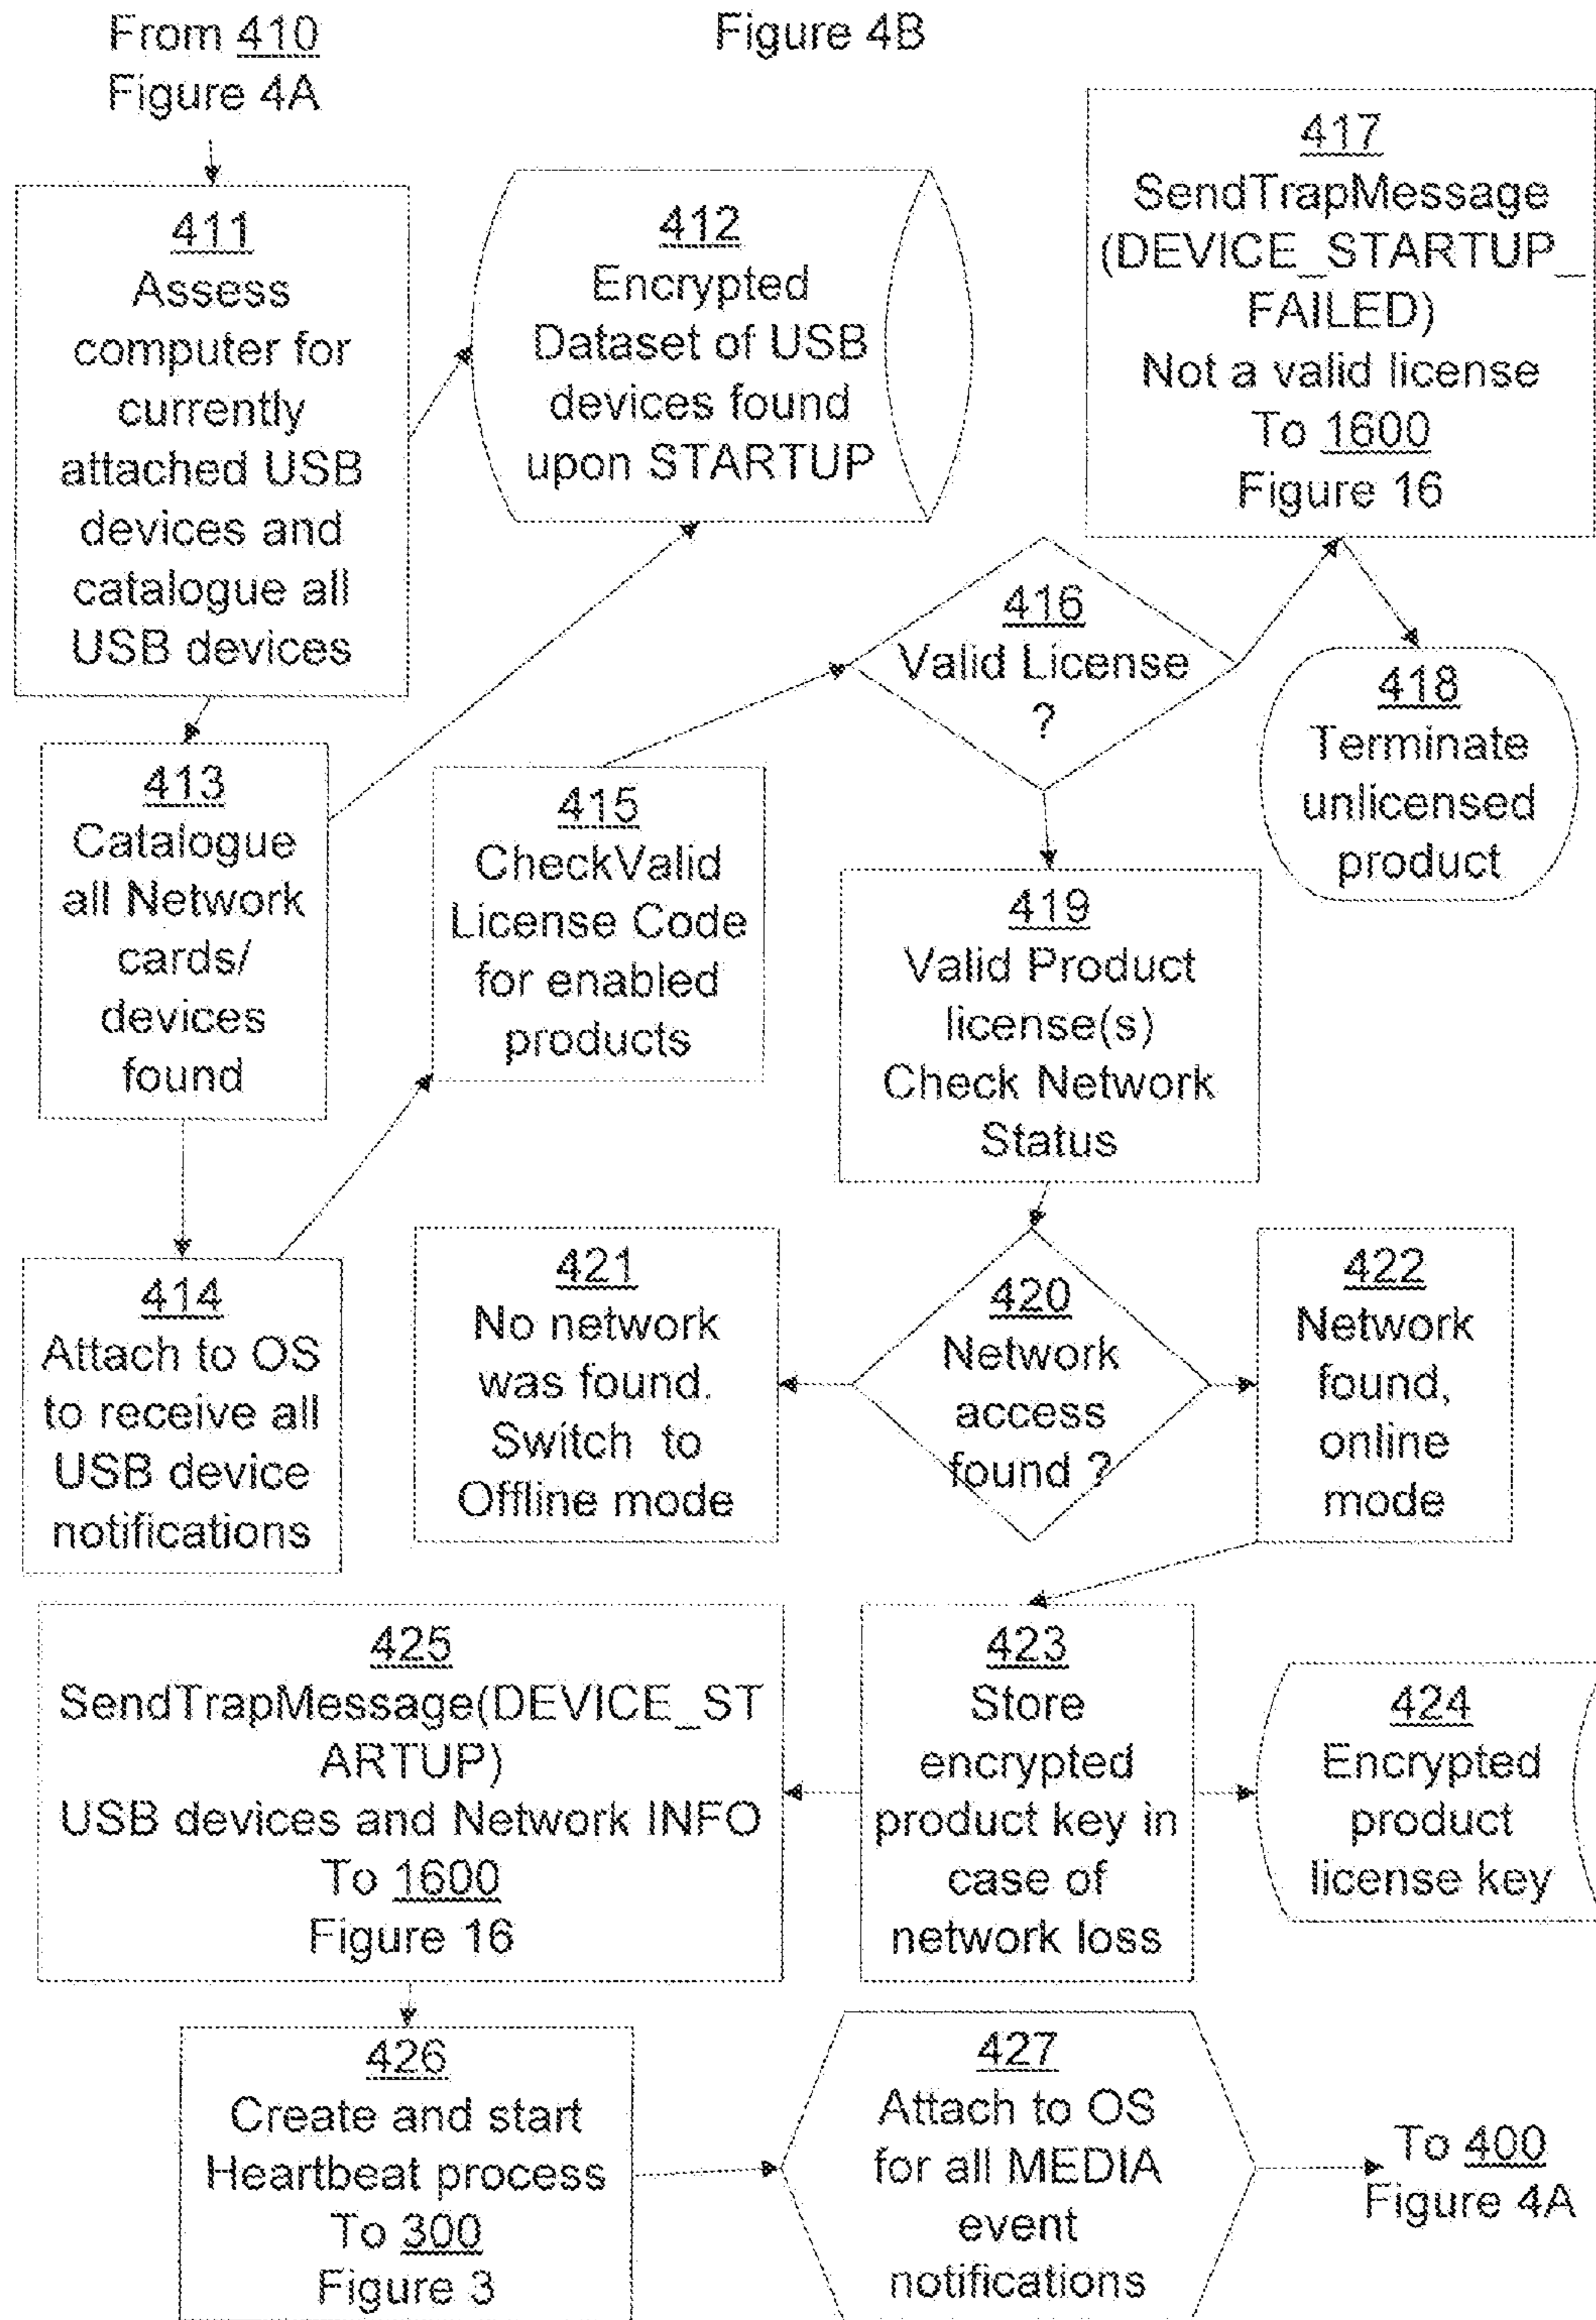 From 410
Figure 4A
Figure 4B
411
Assess
computer for
currently
attached USB
devices and
catalogue all
USB devices
412
Encrypted
Dataset of USB
devices found
upon STARTUP
417
SendTrapMessage
(DEVICE_STARTUP_
FAILED)
Not a valid license
To 1600
Figure 16
413
Catalogue
all Network
cards/
devices
found
415
CheckValid
License Code
for enabled
products
416
Valid License
?
418
Terminate
unlicensed
product
419
Valid Product
license(s)
Check Network
Status
414
Attach to OS
to receive all
USB device
notifications
421
No network
was found.
Switch to
Offline mode
420
Network
access
found ?
422
Network
found,
online
mode
425
SendTrapMessage(DEVICE_ST
ARTUP)
USB devices and Network INFO
To 1600
Figure 16
423
Store
encrypted
product key in
case of
network loss
424
Encrypted
product
license key
426
Create and start
Heartbeat process
To 300
Figure 3
427
Attach to OS
for all MEDIA
event
notifications
To 400
Figure 4A